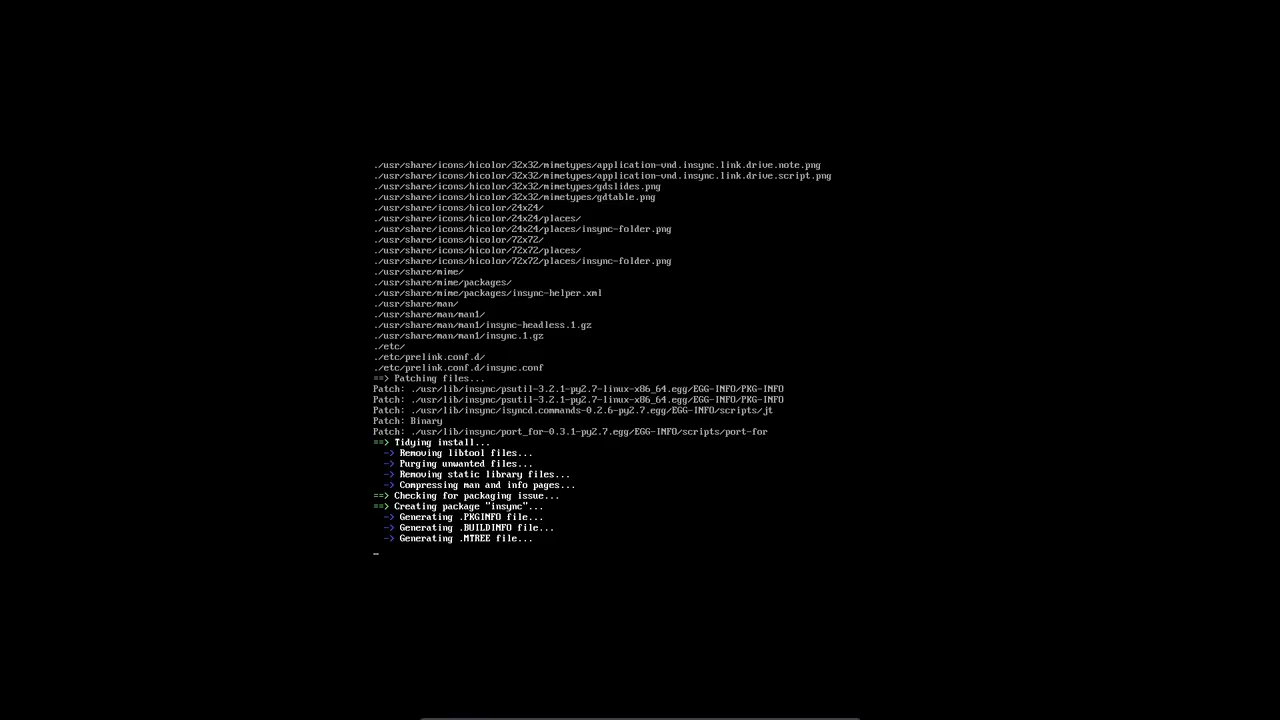 ./usr/share/icons/hicolor/32x32/mimetypes/application-vnd.insync.link.drive.note.png
./usr/share/icons/hicolor/32x32/mimetypes/application-vnd.insync.link.drive.script.png
./usr/share/icons/hicolor/32x32/mimetypes/gdslides.png
./usr/share/icons/hicolor/32x32/mimetypes/gdtable.png
./usr/share/icons/hicolor/24x24/
./usr/share/icons/hicolor/24x24/places/
./usr/share/icons/hicolor/24x24/places/insync-folder.png
./usr/share/icons/hicolor/72x72/
./usr/share/icons/hicolor/72x72/places/
./usr/share/icons/hicolor/72x72/places/insync-folder.png
./usr/share/mime/
./usr/share/mime/packages/
./usr/share/mime/packages/insync-helper.xml
./usr/share/man/
./usr/share/man/man1/
./usr/share/man/man1/insync-headless.1.gz
./usr/share/man/man1/insync.1.gz
./etc/
./etc/prelink.conf.d/
./etc/prelink.conf.d/insync.conf
==> Patching files...
Patch: ./usr/lib/insync/psutil-3.2.1-py2.7-linux-x86_64.egg/EGG-INFO/PKG-INFO
Patch: ./usr/lib/insync/psutil-3.2.1-py2.7-linux-x86_64.egg/EGG-INFO/PKG-INFO
Patch: ./usr/lib/insync/isyncd.commands-0.2.6-py2.7.egg/EGG-INFO/scripts/jt
Patch: Binary
Patch: ./usr/lib/insync/port_for-0.3.1-py2.7.egg/EGG-INFO/scripts/port-for
==> Tidying install...
  -> Removing libtool files...
  -> Purging unwanted files...
  -> Removing static library files...
  -> Compressing man and info pages...
==> Checking for packaging issue...
==> Creating package "insync"...
  -> Generating .PKGINFO file...
  -> Generating .BUILDINFO file...
  -> Generating .MTREE file...